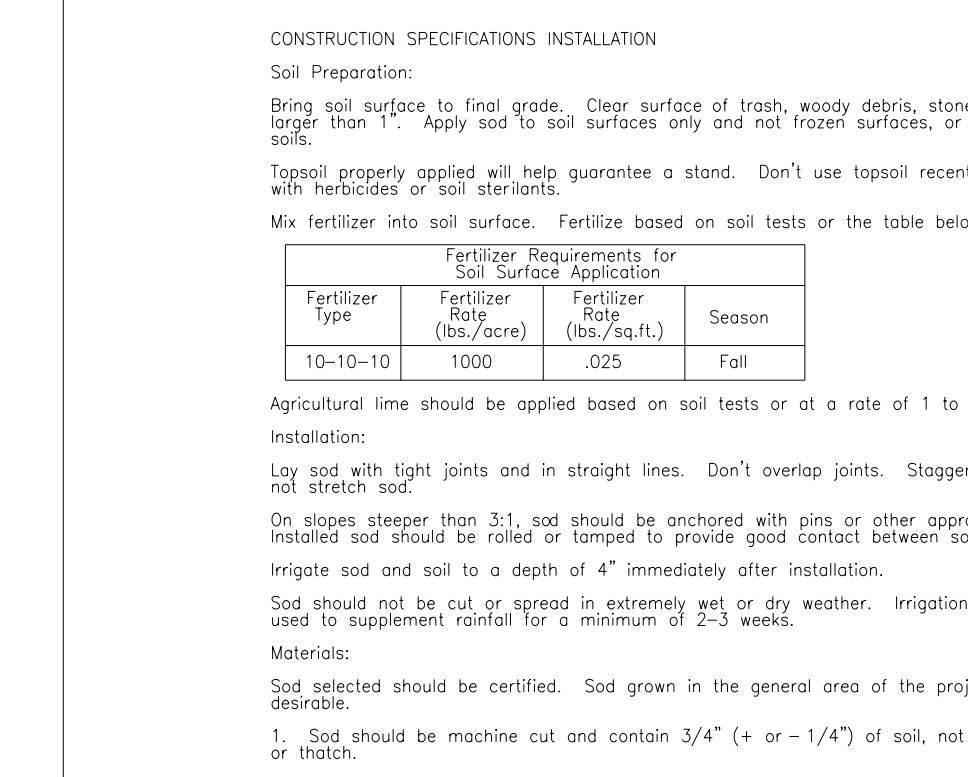 CONSTRUCTION SPECIFICATIONS INSTALLATION
Soil Preparation:
Bring soil surface to final grade. Clear surface of trash, woody debris, stone
larger than 1". Apply sod to soil surfaces only and not frozen surfaces, or
soils.
Topsoil properly applied will help guarantee a stand. Don't use topsoil recent
with herbicides or soil sterilants.
Mix fertilizer into soil surface. Fertilize based on soil tests or the table belo
Fertilizer Requirements for
Soil Surface Application
Fertilizer Type
Fertilizer Rate (lbs./acre)
Fertilizer Rate (lbs./sq.ft.)
Season
10-10-10 1000 .025 Fall
Agricultural lime should be applied based on soil tests or at a rate of 1 to
Installation:
Lay sod with tight joints and in straight lines. Don't overlap joints. Stagger
not stretch sod.
On slopes steeper than 3:1, sod should be anchored with pins or other appro
Installed sod should be rolled or tamped to provide good contact between so
Irrigate sod and soil to a depth of 4" immediately after installation.
Sod should not be cut or spread in extremely wet or dry weather. Irrigation
used to supplement rainfall for a minimum of 2-3 weeks.
Materials:
Sod selected should be certified. Sod grown in the general area of the proj
desirable.
1. Sod should be machine cut and contain 3/4" (+ or - 1/4") of soil, not
or thatch.